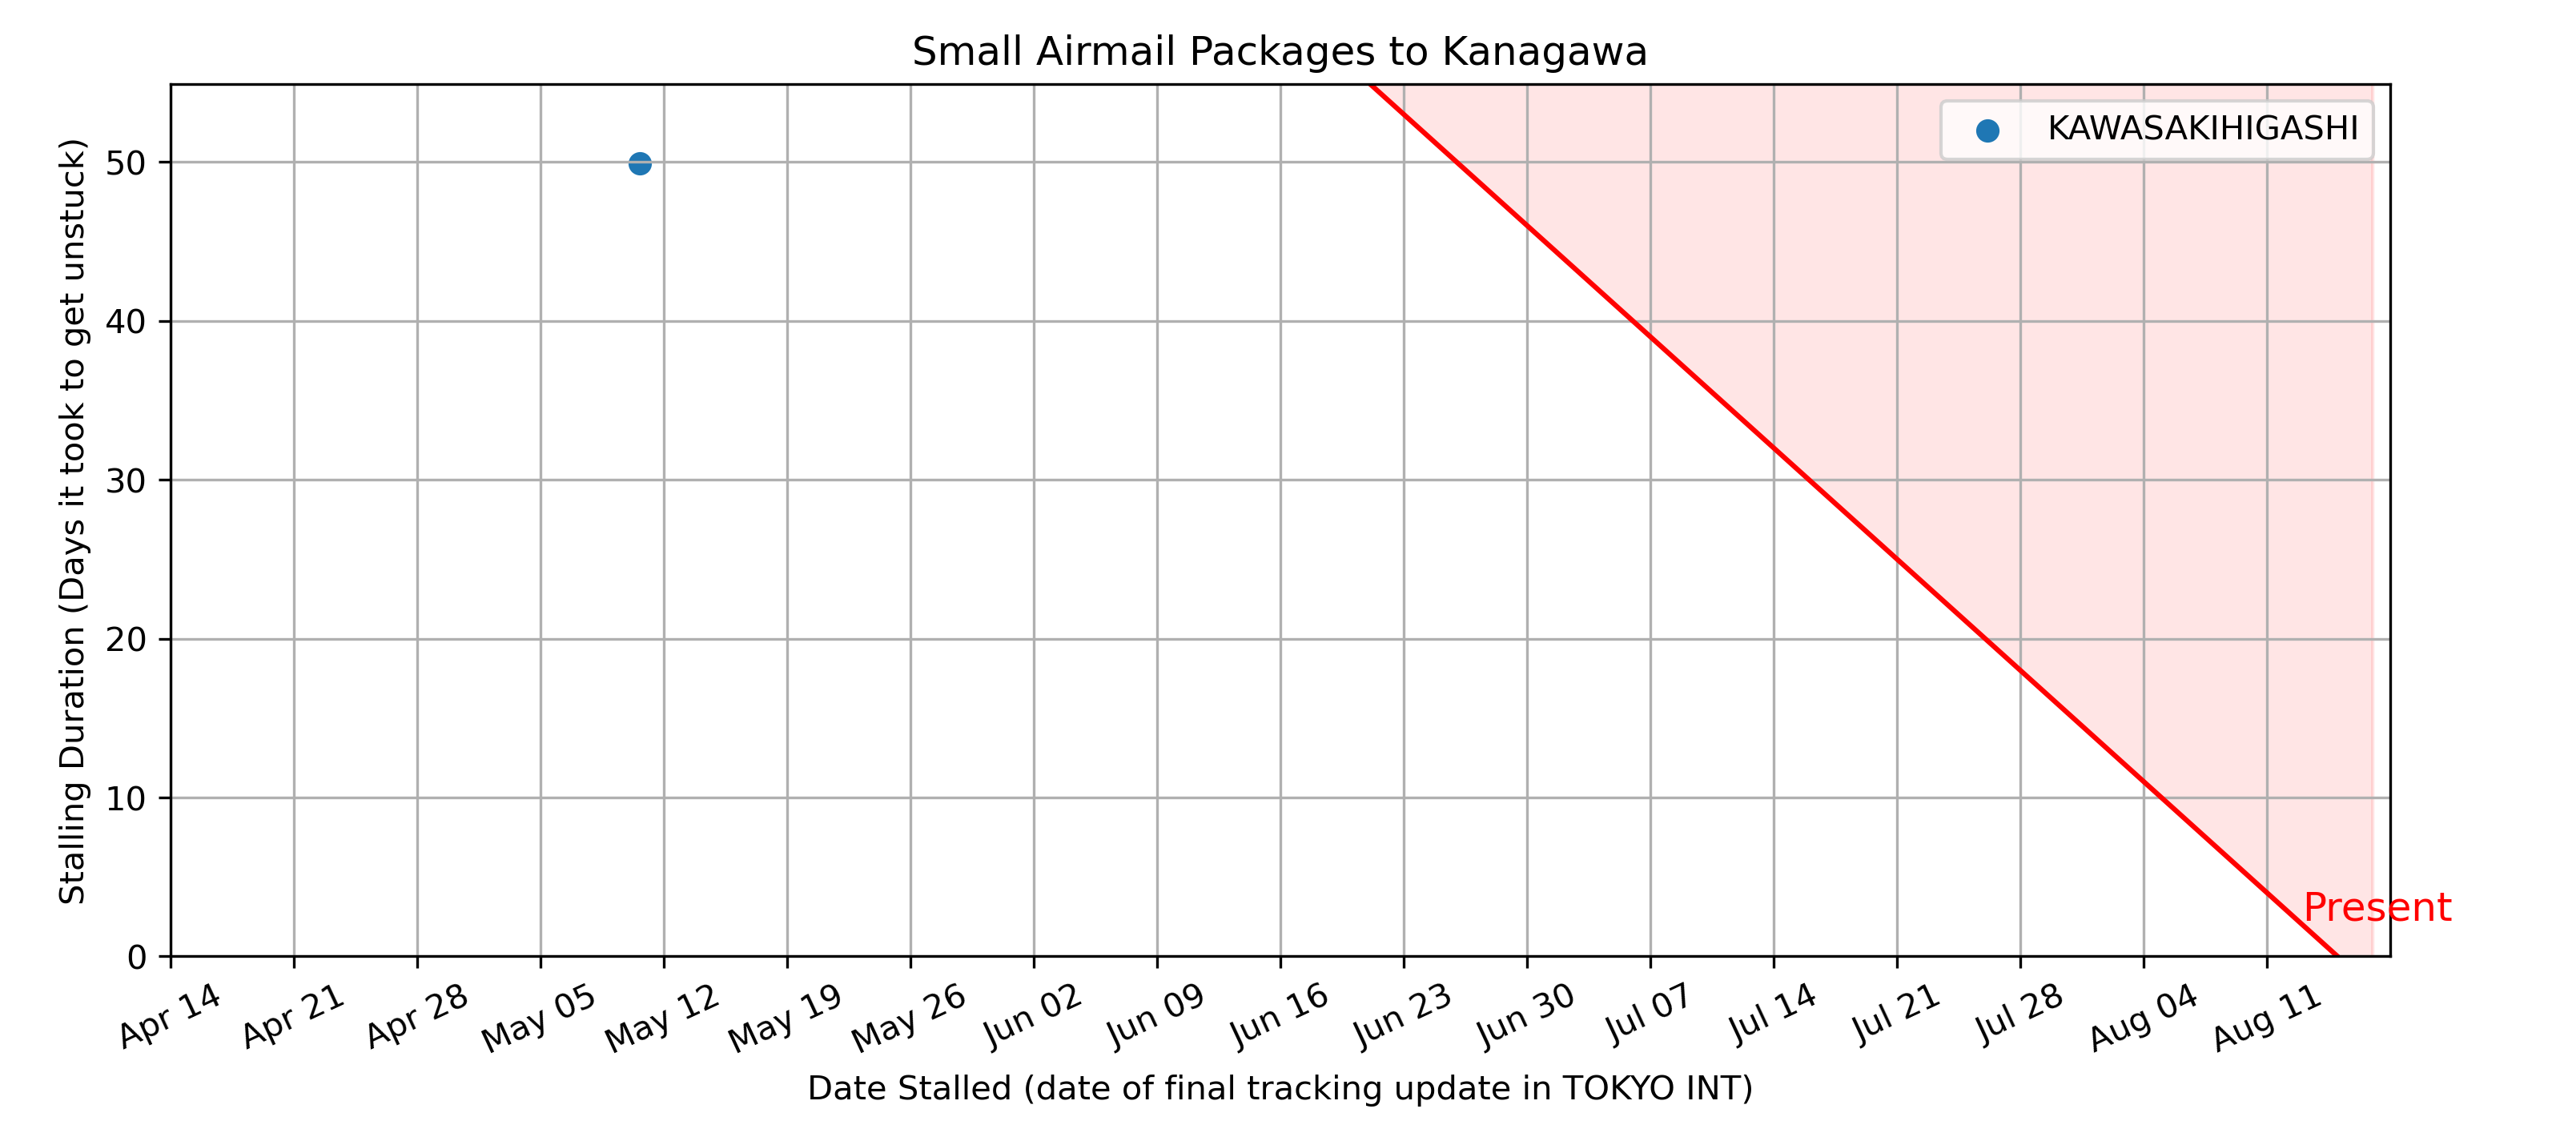 Small Airmail Packages to Kanagawa
KAWASAKIHIGASHI
Stalling Duration (Days it took to get unstuck)
50
40
30
20
10
0
Present
Apr 14
Apr 21
Apr 28
May 05
May 12
May 19
May 26
Jun 02
Jun 09
Jun 16
Jun 23
Jun 30
Jul 07
Jul 14
Jul 21
Jul 28
Aug 04
Aug 11
Date Stalled (date of final tracking update in TOKYO INT)